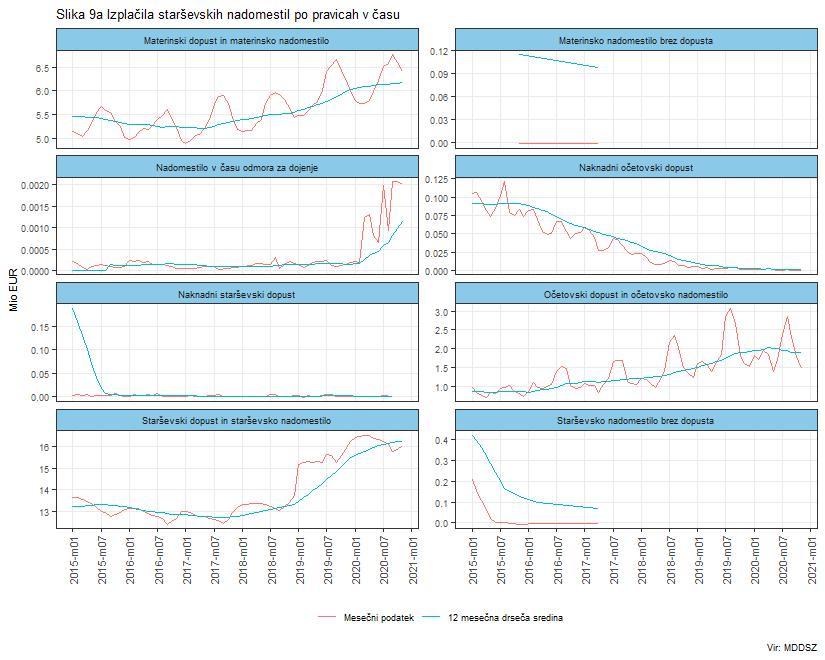 Slika 9a Izplačila starševskih nadomestil po pravicah v času
Materinski dopust in materinsko nadomestilo
6.5
6.0
5.5
5.0
Materinsko nadomestilo brez dopusta
0.12
0.09
0.06
0.03
0.00
Nadomestilo v času odmora za dojenje
0.0020
0.0015
0.0010
0.0005
0.0000
Naknadni očetovski dopust
0.125
0.100
0.075
0.050
0.025
0.000
Mio EUR
Naknadni starševski dopust
0.15
0.10
0.05
0.00
Očetovski dopust in očetovsko nadomestilo
3.0
2.5
2.0
1.5
1.0
Starševski dopust in starševsko nadomestilo
16
15
14
13
Starševsko nadomestilo brez dopusta
0.4
0.3
0.2
0.1
0.0
2015-m01 2015-m07 2016-m01 2016-m07 2017-m01 2017-m07 2018-m01 2018-m07 2019-m01 2019-m07 2020-m01 2020-m07 2021-m01
2015-m01 2015-m07 2016-m01 2016-m07 2017-m01 2017-m07 2018-m01 2018-m07 2019-m01 2019-m07 2020-m01 2020-m07 2021-m01
Mesečni podatek 12 mesečna drseča sredina
Vir: MDDSZ